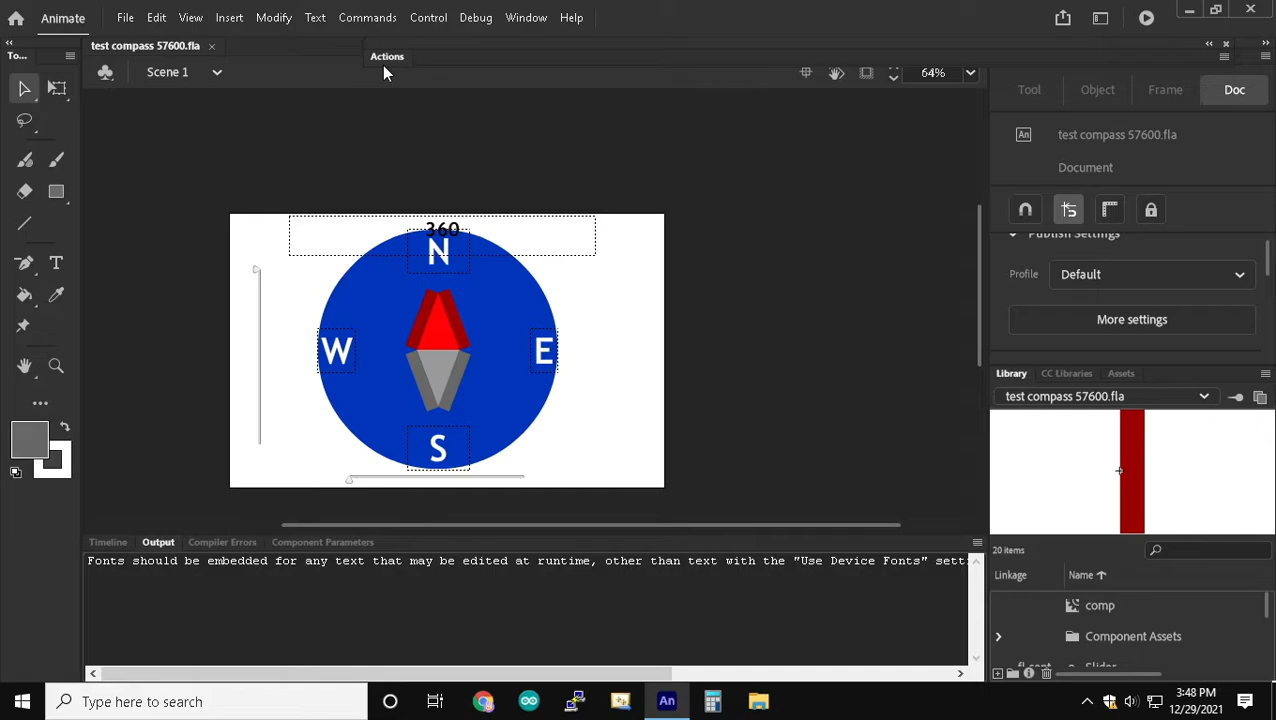 Animate File Edit View Insert Modify Text Commands Control Debug Window Help
test compass 57600.fla
Actions
To...
Scene 1
64%
Tool Object Frame Doc
An test compass 57600.fla
Document
Publish Settings
Profile Default
More settings
360
N
W E
S
Library CC Libraries Assets
test compass 57600.fla
20 items
Linkage Name
comp
Component Assets
Slider
Timeline Output Compiler Errors Component Parameters
Fonts should be embedded for any text that may be edited at runtime, other than text with the "Use Device Fonts" sett
Type here to search
An
3:48 PM
12/29/2021